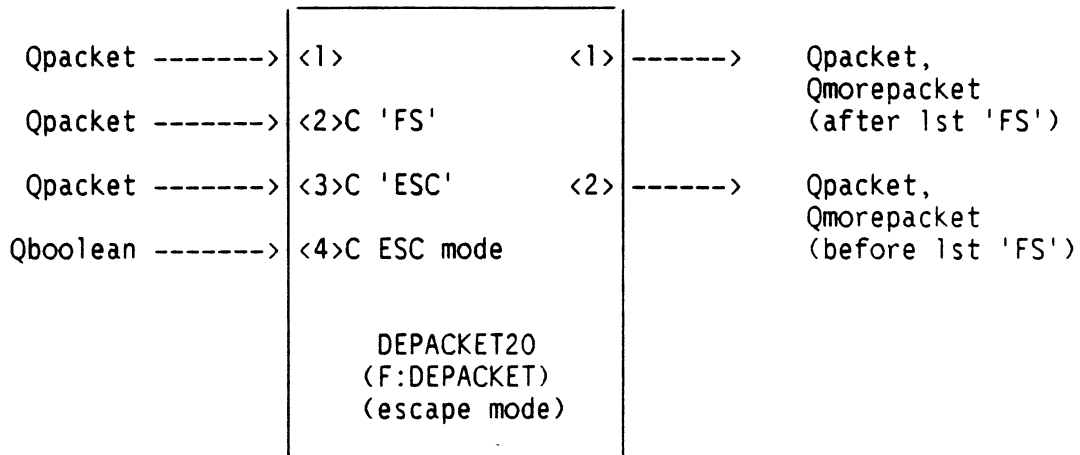 Qpacket -------> <1> <1> ------> Qpacket,
Qmorepacket
Qpacket -------> <2>C 'FS' (after 1st 'FS')
Qpacket -------> <3>C 'ESC' <2> ------> Qpacket,
Qmorepacket
Qboolean -------> <4>C ESC mode (before 1st 'FS')
DEPACKET20
(F:DEPACKET)
(escape mode)